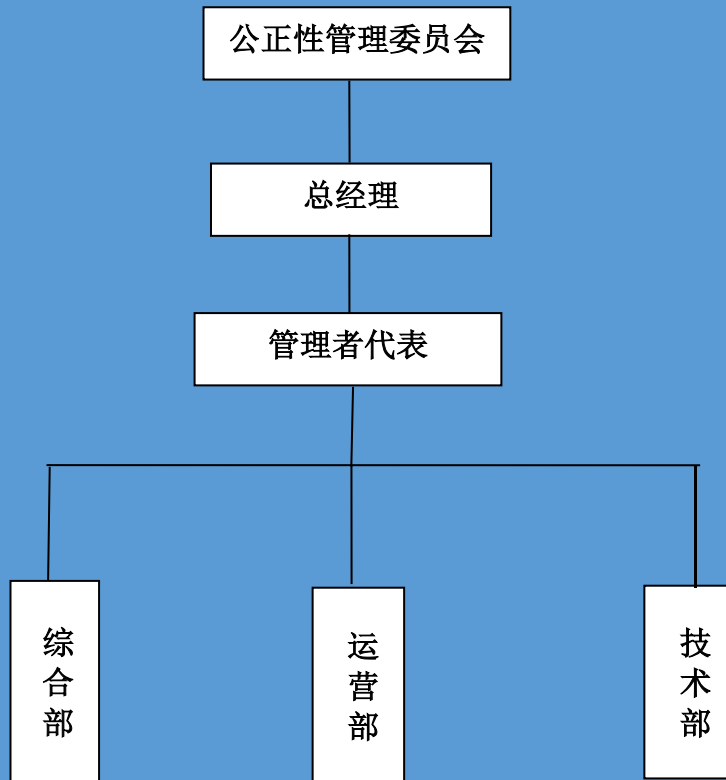 公正性管理委员会
总经理
管理者代表
综合部
运营部
技术部